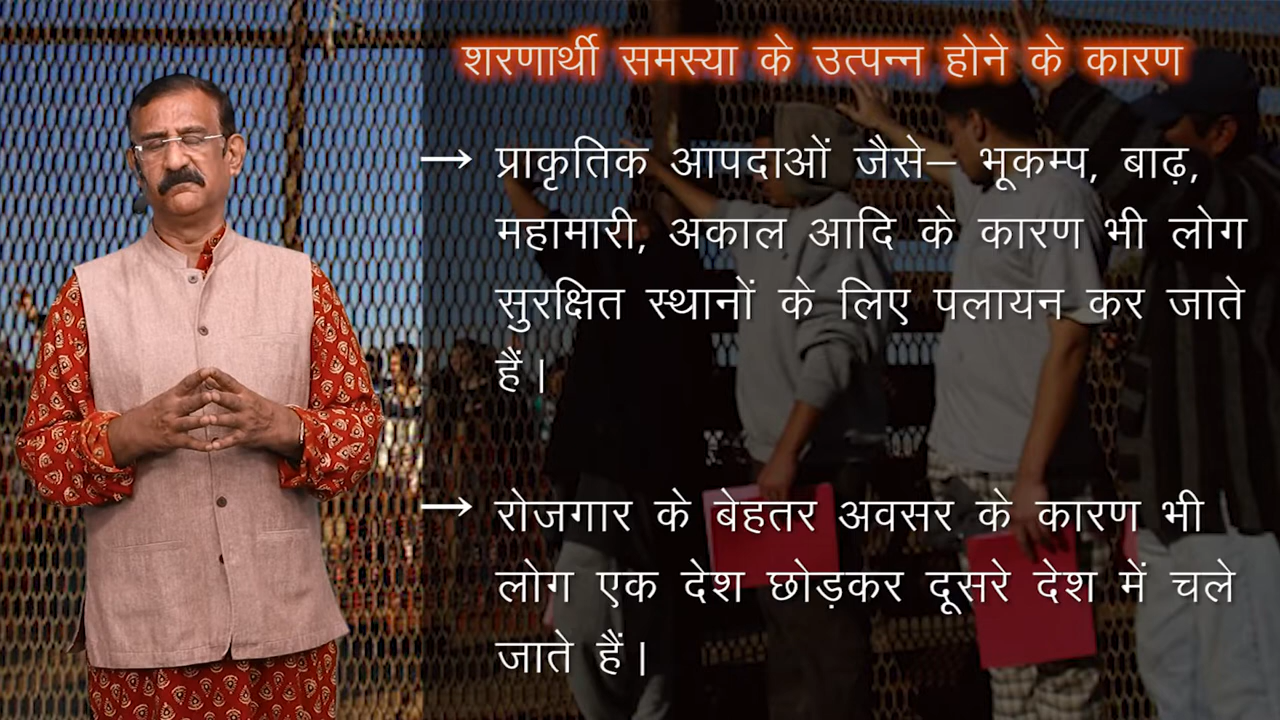 शरणार्थी समस्या के उत्पन्न होने के कारण
→ प्राकृतिक आपदाओं जैसे– भूकम्प, बाढ़,
महामारी, अकाल आदि के कारण भी लोग
सुरक्षित स्थानों के लिए पलायन कर जाते
हैं।
→ रोजगार के बेहतर अवसर के कारण भी
लोग एक देश छोड़कर दूसरे देश में चले
जाते हैं।